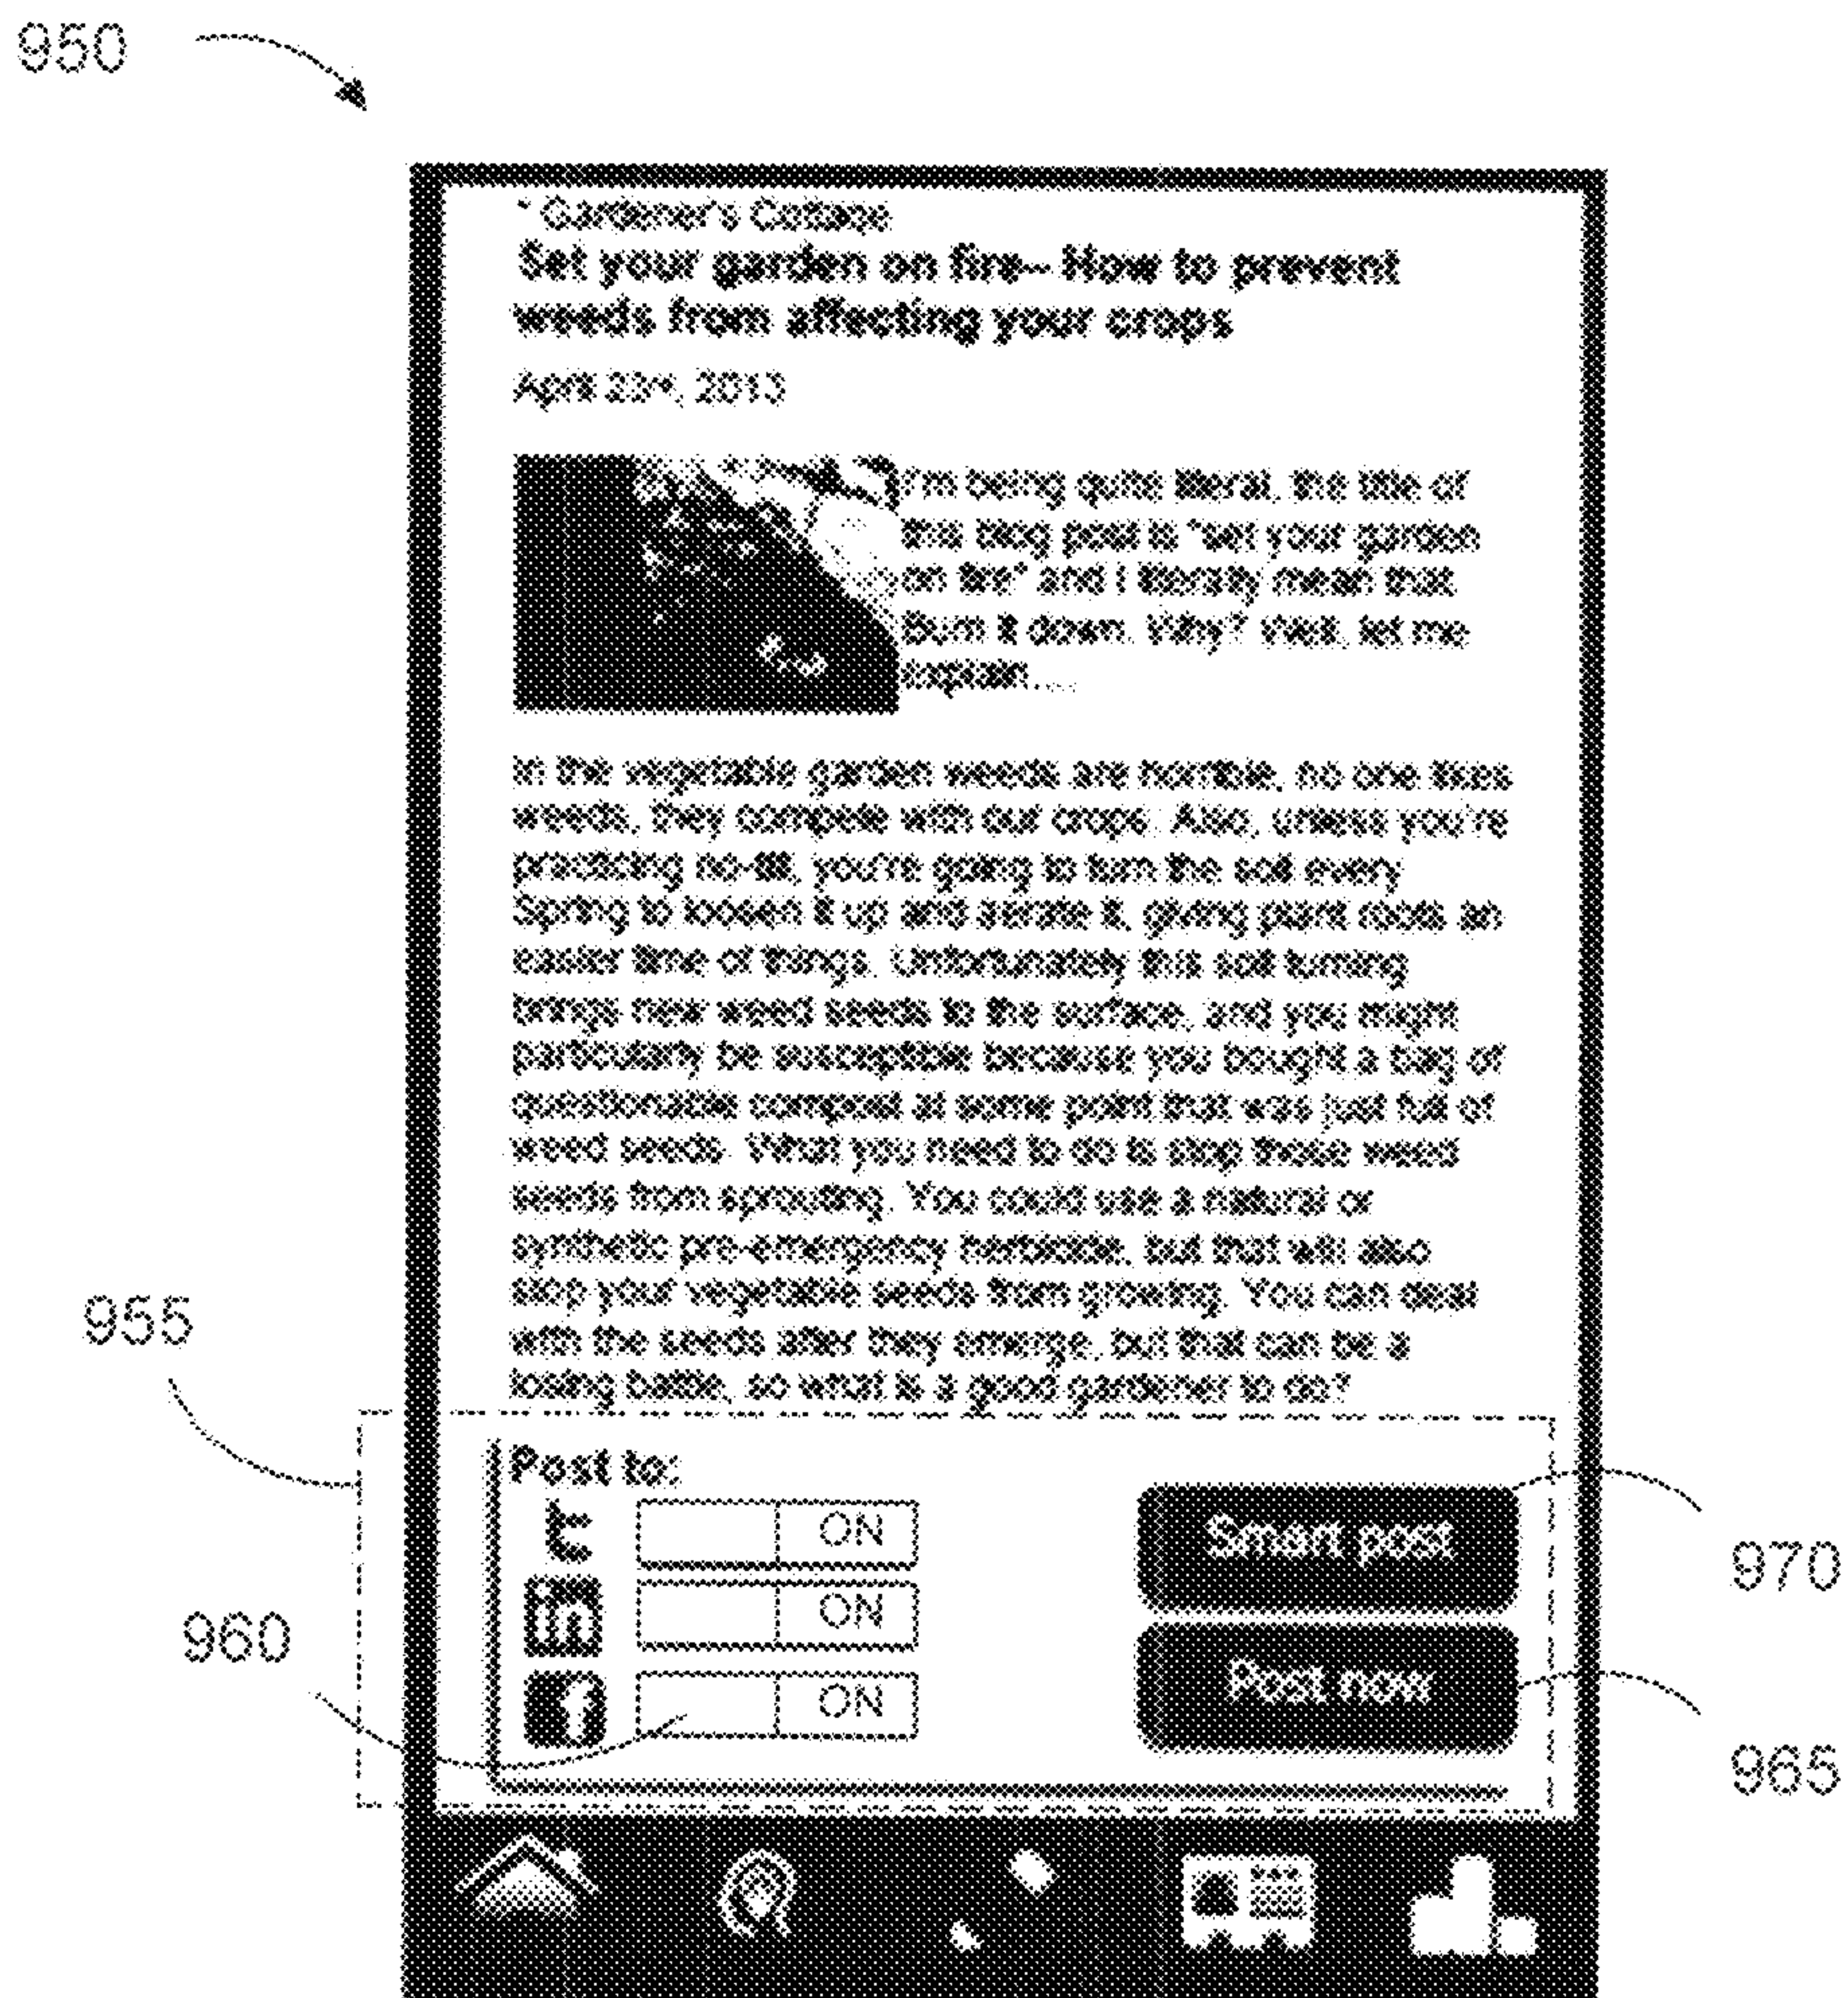 950
Gardener's Cottage
Set your garden on fire-- How to prevent
weeds from affecting your crops
April 23rd, 2013
I'm being quite literal, the title of
this blog post is "set your garden
on fire" and I literally mean that.
Burn it down. Why? Well, let me
explain....
In the vegetable garden weeds are horrible, no one likes
weeds, they compete with our crops. Also, unless you're
practicing no-till, you're going to turn the soil every
Spring to loosen it up and aerate it, giving plant roots an
easier time of things. Unfortunately this soil turning
brings new weed seeds to the surface, and you might
particularly be susceptible because you bought a bag of
questionable compost at some point that was just full of
weed seeds. What you need to do is stop those weed
seeds from sprouting. You could use a natural or
synthetic pre-emergency herbicide, but that will also
stop your vegetable seeds from growing. You can deal
with the seeds after they emerge, but that can be a
losing battle, so what is a good gardener to do?
955
Post to:
t ON
in ON
f ON
Smart post
Post now
960
970
965